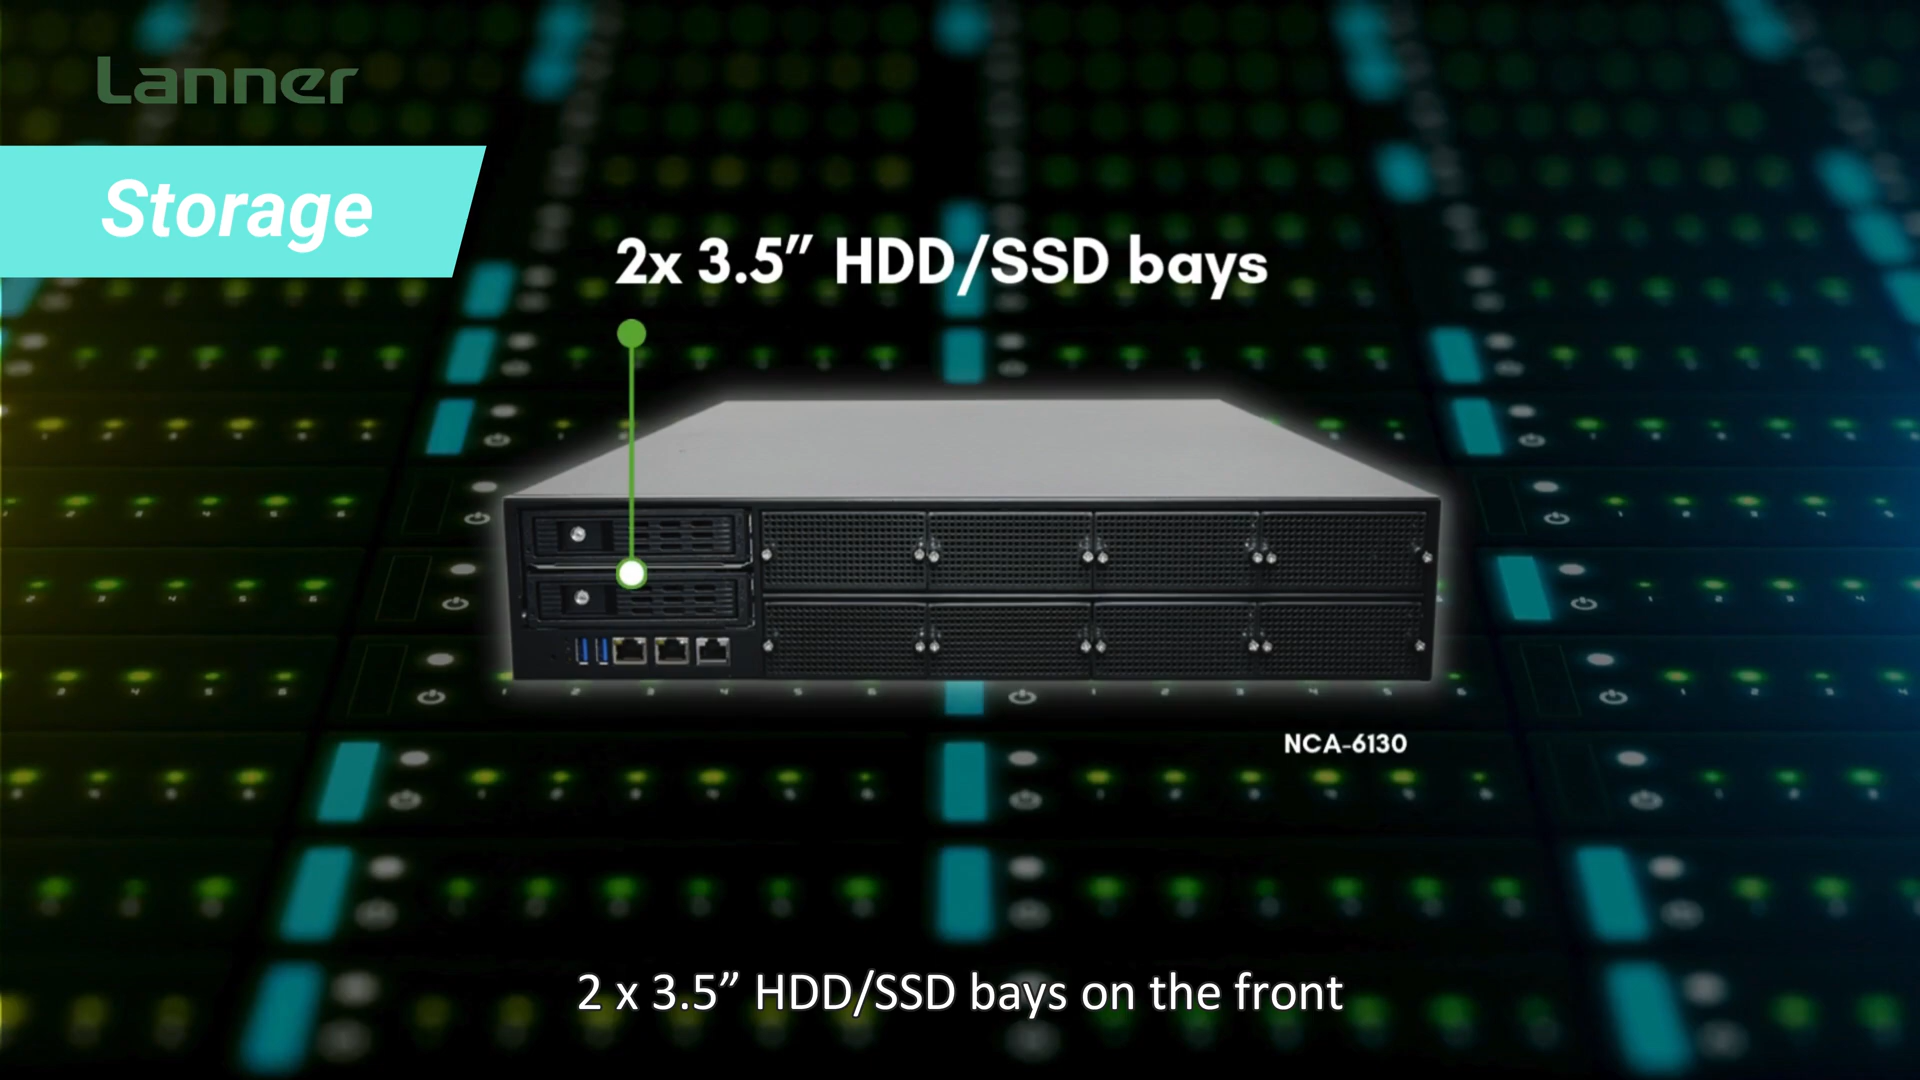 Lanner
Storage
2x 3.5” HDD/SSD bays
NCA-6130
2 x 3.5” HDD/SSD bays on the front